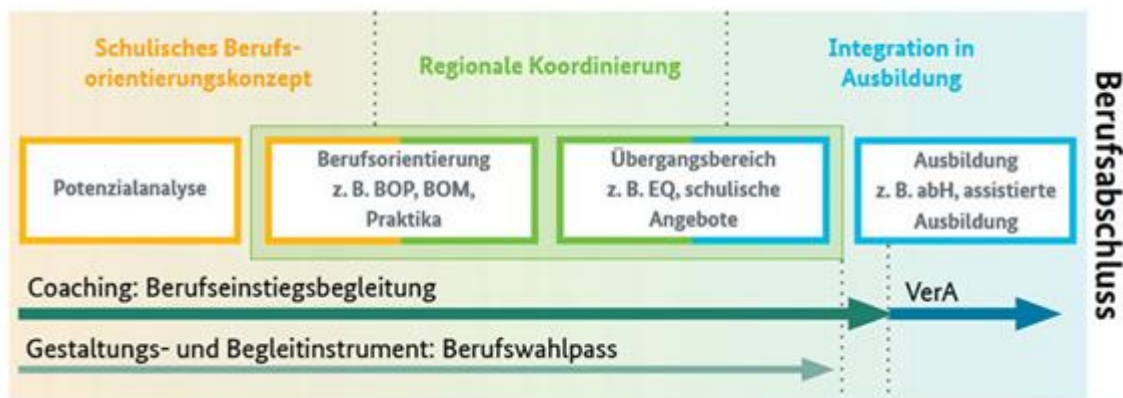 Schulisches Berufs-
orientierungskonzept
Regionale Koordinierung
Integration in
Ausbildung
Potenzialanalyse
Berufsorientierung
z. B. BOP, BOM,
Praktika
Übergangsbereich
z. B. EQ, schulische
Angebote
Ausbildung
z. B. abH, assistierte
Ausbildung
Coaching: Berufseinstiegsbegleitung
VerA
Gestaltungs- und Begleitinstrument: Berufswahlpass
Berufsabschluss